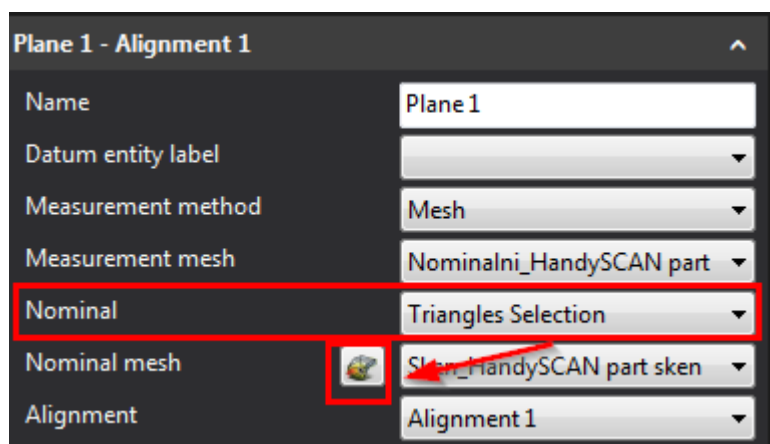 Plane 1 - Alignment 1
Name Plane 1
Datum entity label
Measurement method Mesh
Measurement mesh Nominalni_HandySCAN part
Nominal Triangles Selection
Nominal mesh Sken_HandySCAN part sken
Alignment Alignment 1